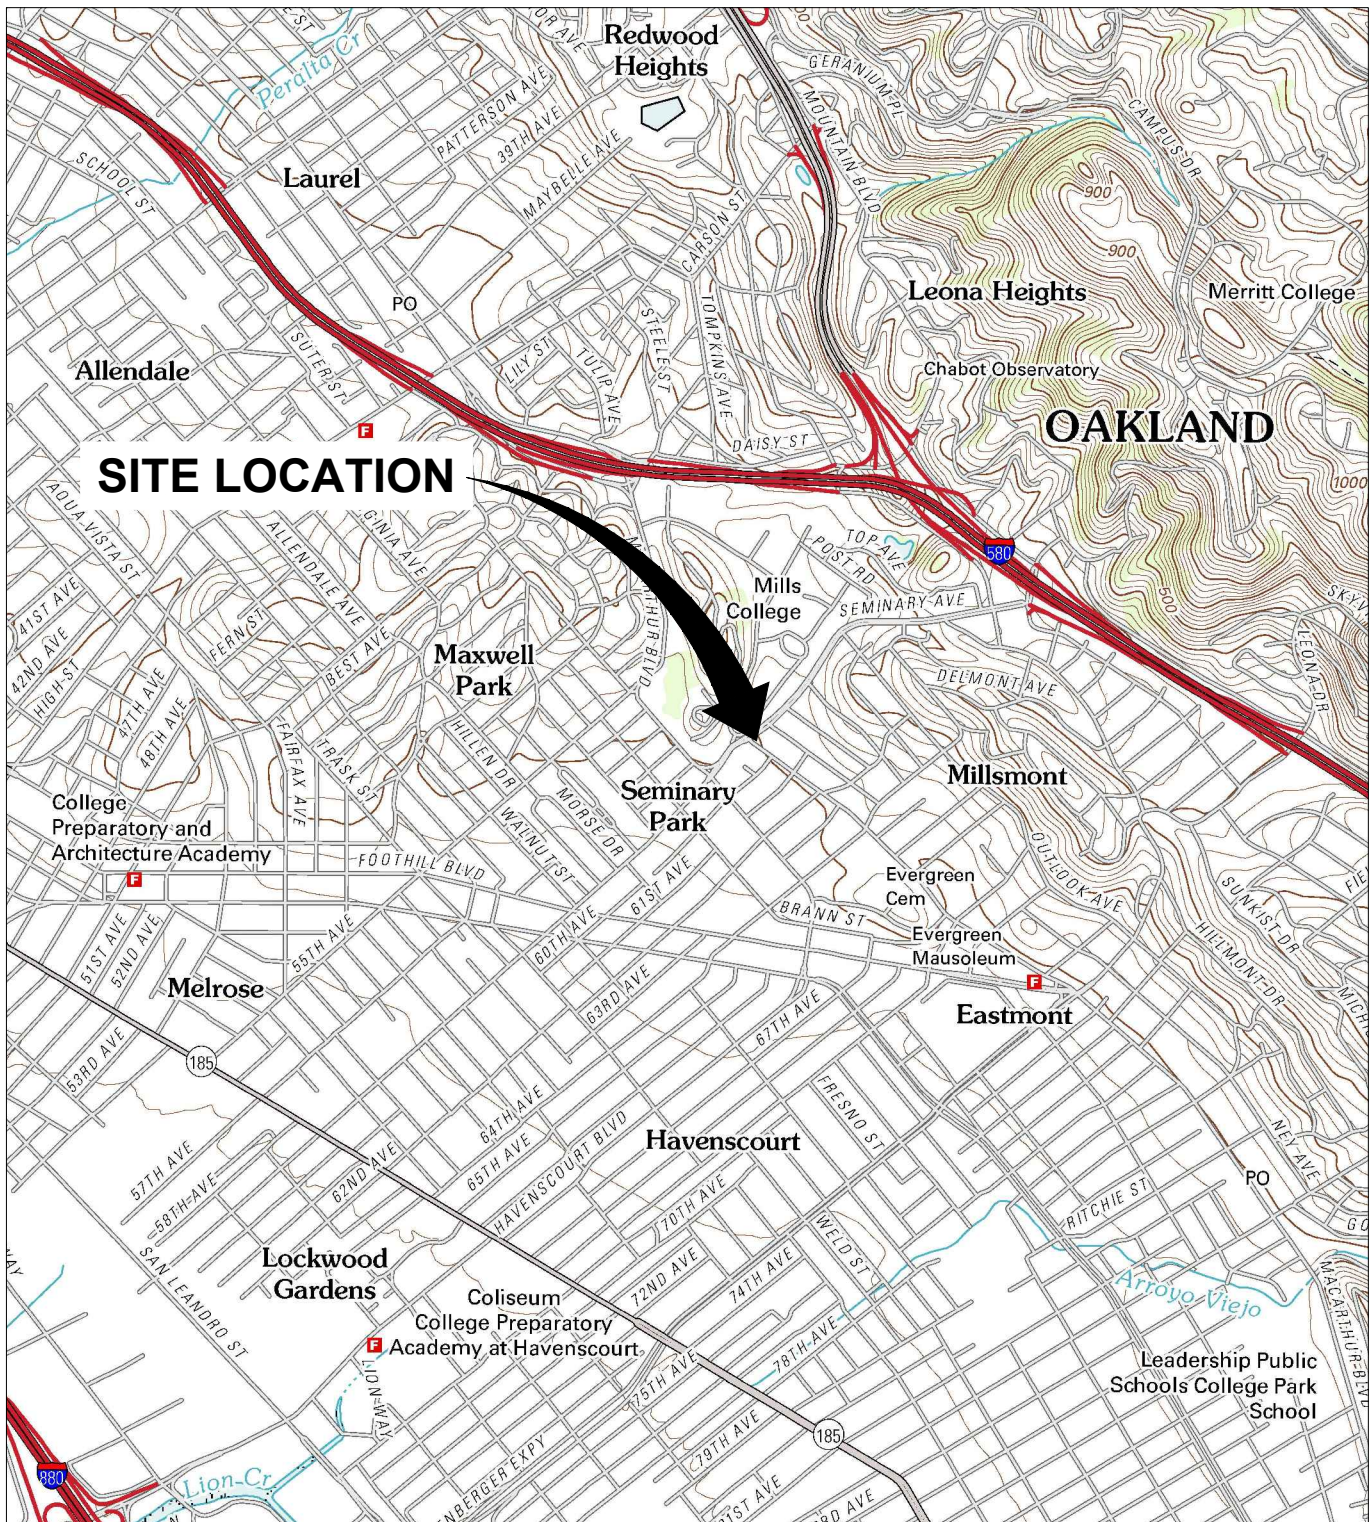 Redwood
Heights
GERANIUM PL
Peralta Cr
PATTERSON AVE
39TH AVE
MOUNTAIN BLVD
CAMPUS DR
SCHOOL ST
Laurel
MAYBELLE AVE
900
CARSON ST
900
PO
Leona Heights
Merritt College
SUTER ST
STEELE ST
TOMPKINS AVE
LILY ST
TULIP AVE
Allendale
Chabot Observatory
F
DAISY ST
OAKLAND
SITE LOCATION
1000
AQUA VISTA ST
ALLENDALE AVE
TOP AVE
POST RD
580
41ST AVE
42ND AVE
HIGH ST
Mills
College
SEMINARY AVE
500
FERN ST
BEST AVE
LEONA DR
Maxwell
Park
DELMONT AVE
47TH AVE
48TH AVE
FAIRFAX AVE
TRASK ST
HILLEN DR
Seminary
Park
Millsmont
College
Preparatory and
Architecture Academy
MORSE DR
WALNUT ST
FOOTHILL BLVD
F
61ST AVE
OUTLOOK AVE
Evergreen
Cem
SUNKIST DR
BRANN ST
51ST AVE
52ND AVE
55TH AVE
60TH AVE
Evergreen
Mausoleum
HILLMONT DR
Melrose
63RD AVE
F
67TH AVE
Eastmont
53RD AVE
185
FRESNO ST
64TH AVE
Havenscourt
57TH AVE
58TH AVE
62ND AVE
65TH AVE
HAVENSCOURT BLVD
NEY AVE
PO
70TH AVE
RITCHIE ST
WELD ST
SAN LEANDRO ST
Lockwood
Gardens
72ND AVE
74TH AVE
Arroyo Viejo
MACARTHUR BLVD
Coliseum
College Preparatory
Academy at Havenscourt
F
78TH AVE
LION WAY
75TH AVE
Leadership Public
Schools College Park
School
79TH AVE
185
880
Lion Cr